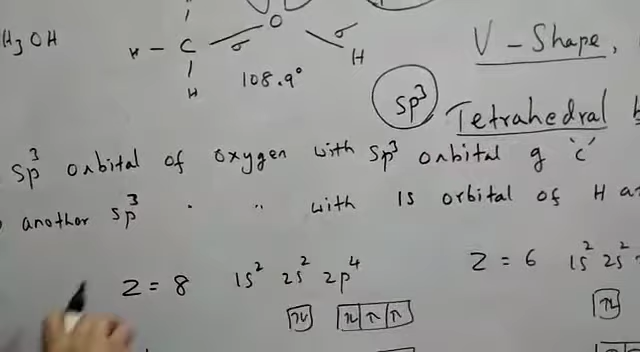 H3OH
O
H – C σ σ
H
H
108.9°
V – Shape,
sp³
Tetrahedral
sp³ orbital of oxygen with sp³ orbital of 'c'
another sp³ " " with 1s orbital of H
Z = 8 1s² 2s² 2p⁴
Z = 6 1s² 2s²